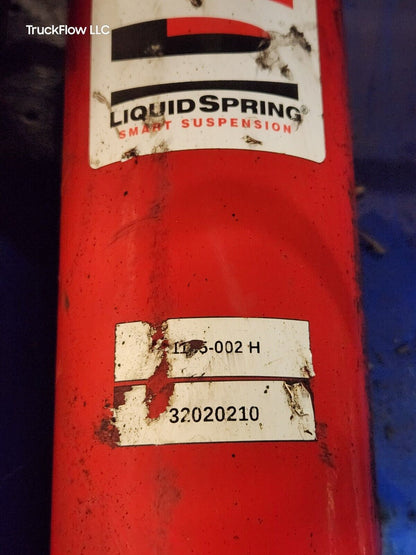 TruckFlow LLC
LIQUIDSPRING
SMART SUSPENSION
H
32020210